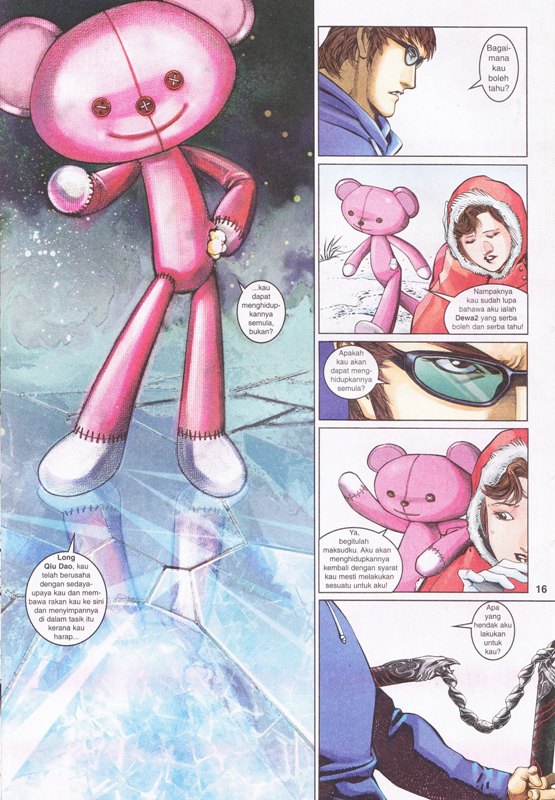 Long
Qiu Dao, kau
telah berusaha
dengan sedaya-
upaya kau dan mem-
bawa rakan kau ke sini
dan menyimpannya
di dalam tasik itu
kerana kau
harap...
...kau
dapat
menghidup-
kannya
semula,
bukan?
Bagai-
mana
kau
boleh
tahu?
Nampaknya
kau sudah lupa
bahawa aku ialah
Dewa2 yang serba
boleh dan serba tahu!
Apakah
kau akan
dapat meng-
hidupkannya
semula?
Ya,
begitulah
maksudku. Aku akan
menghidupkannya
kembali dengan syarat
kau mesti melakukan
sesuatu untuk aku!
16
Apa
yang
hendak aku
lakukan
untuk
kau?